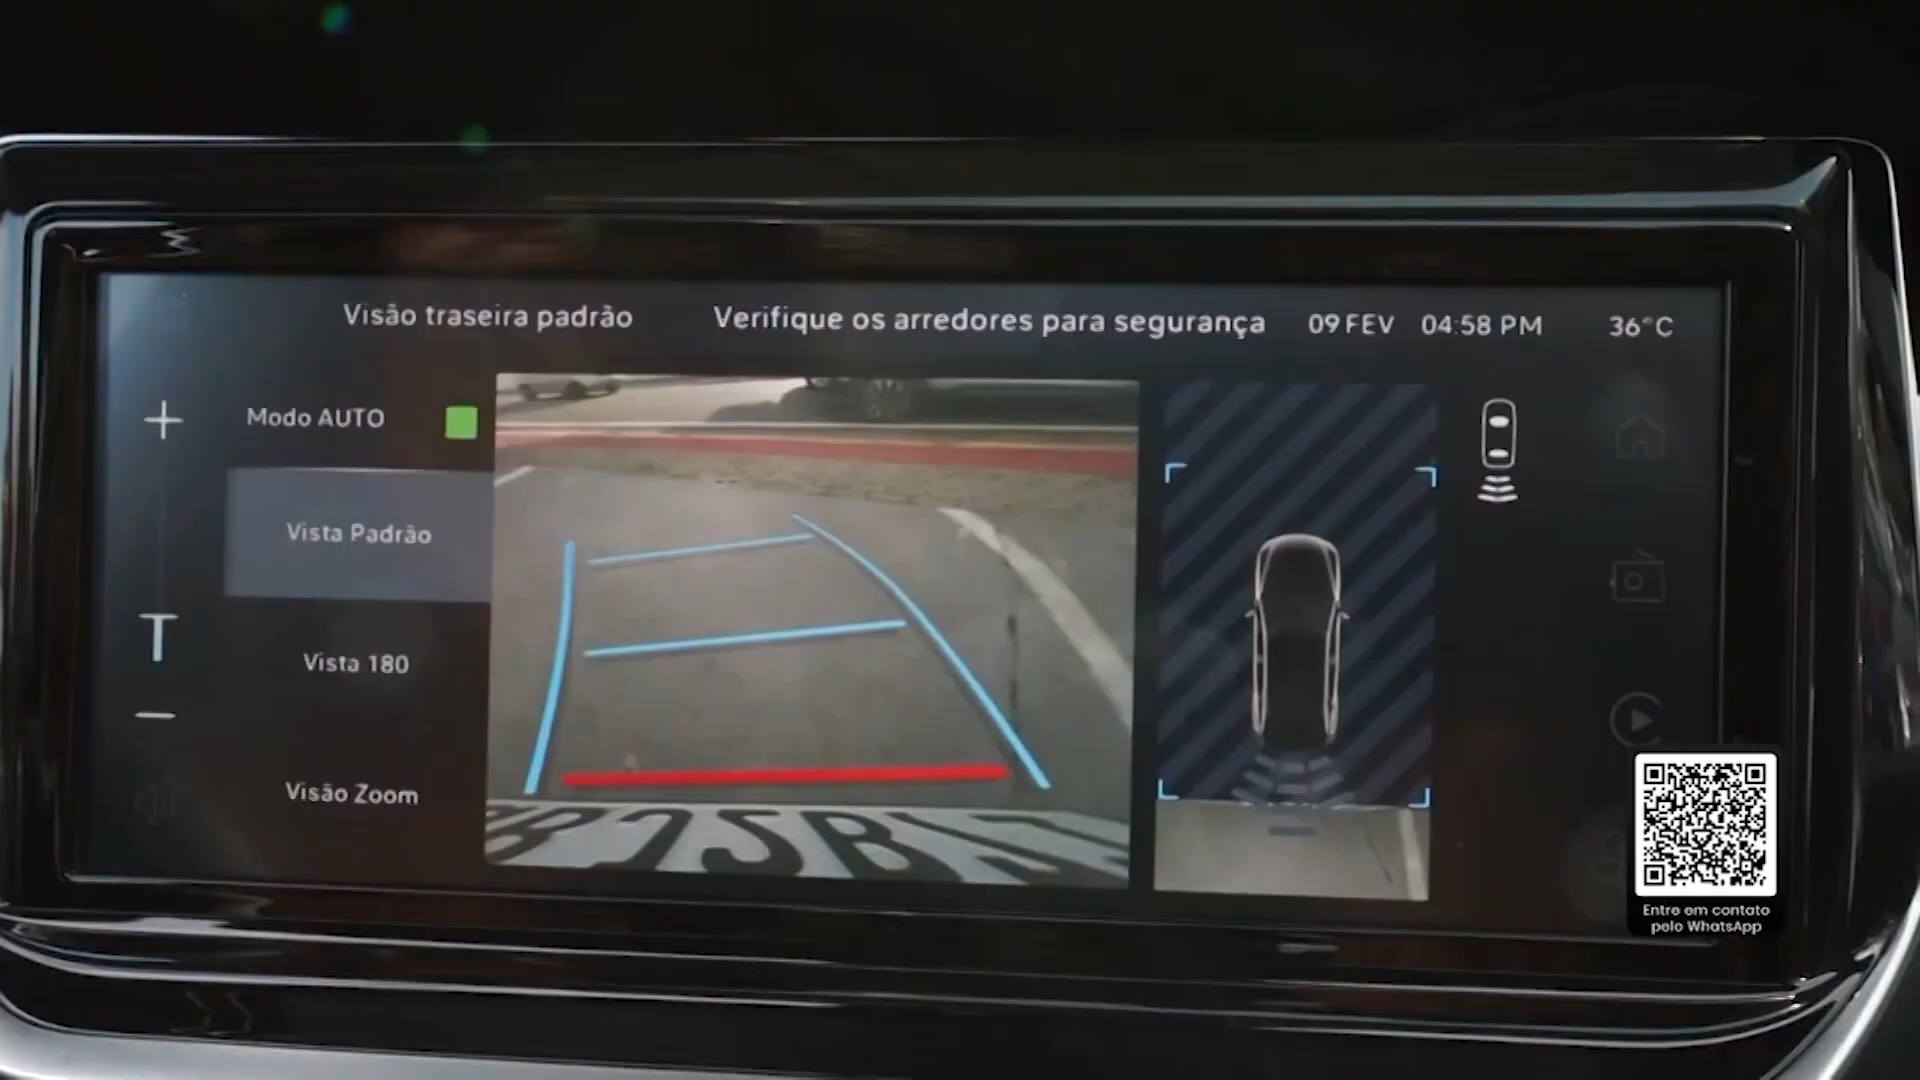 Visão traseira padrão
Verifique os arredores para segurança
09 FEV 04:58 PM 36°C
Modo AUTO
Vista Padrão
Vista 180
Visão Zoom
T
Entre em contato
pelo WhatsApp